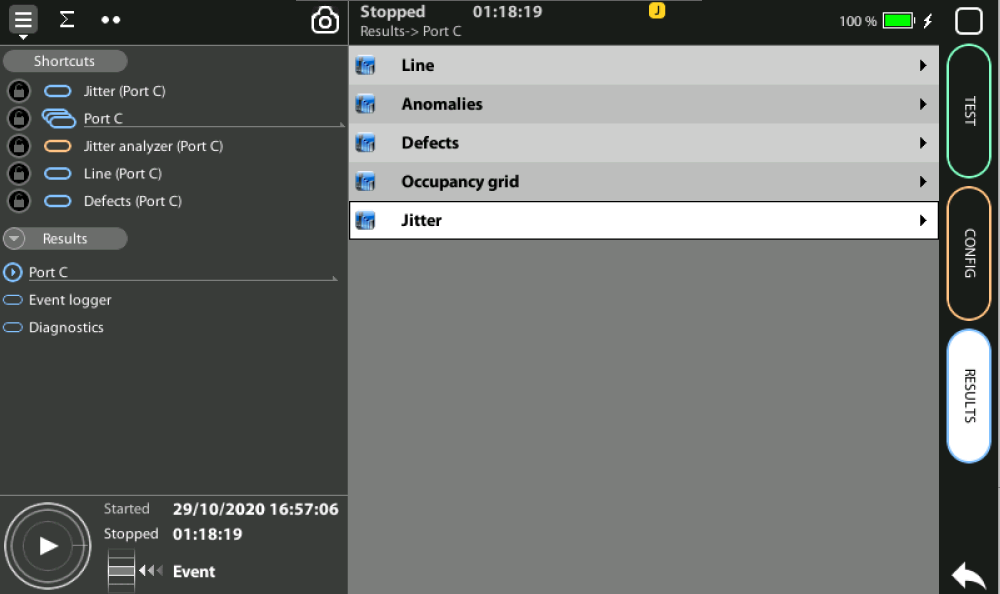 Stopped 01:18:19 J 100 %
Results-> Port C
Shortcuts
Jitter (Port C)
Port C
Jitter analyzer (Port C)
Line (Port C)
Defects (Port C)
Results
Port C
Event logger
Diagnostics
Started 29/10/2020 16:57:06
Stopped 01:18:19
Event
Line
Anomalies
Defects
Occupancy grid
Jitter
TEST
CONFIG
RESULTS